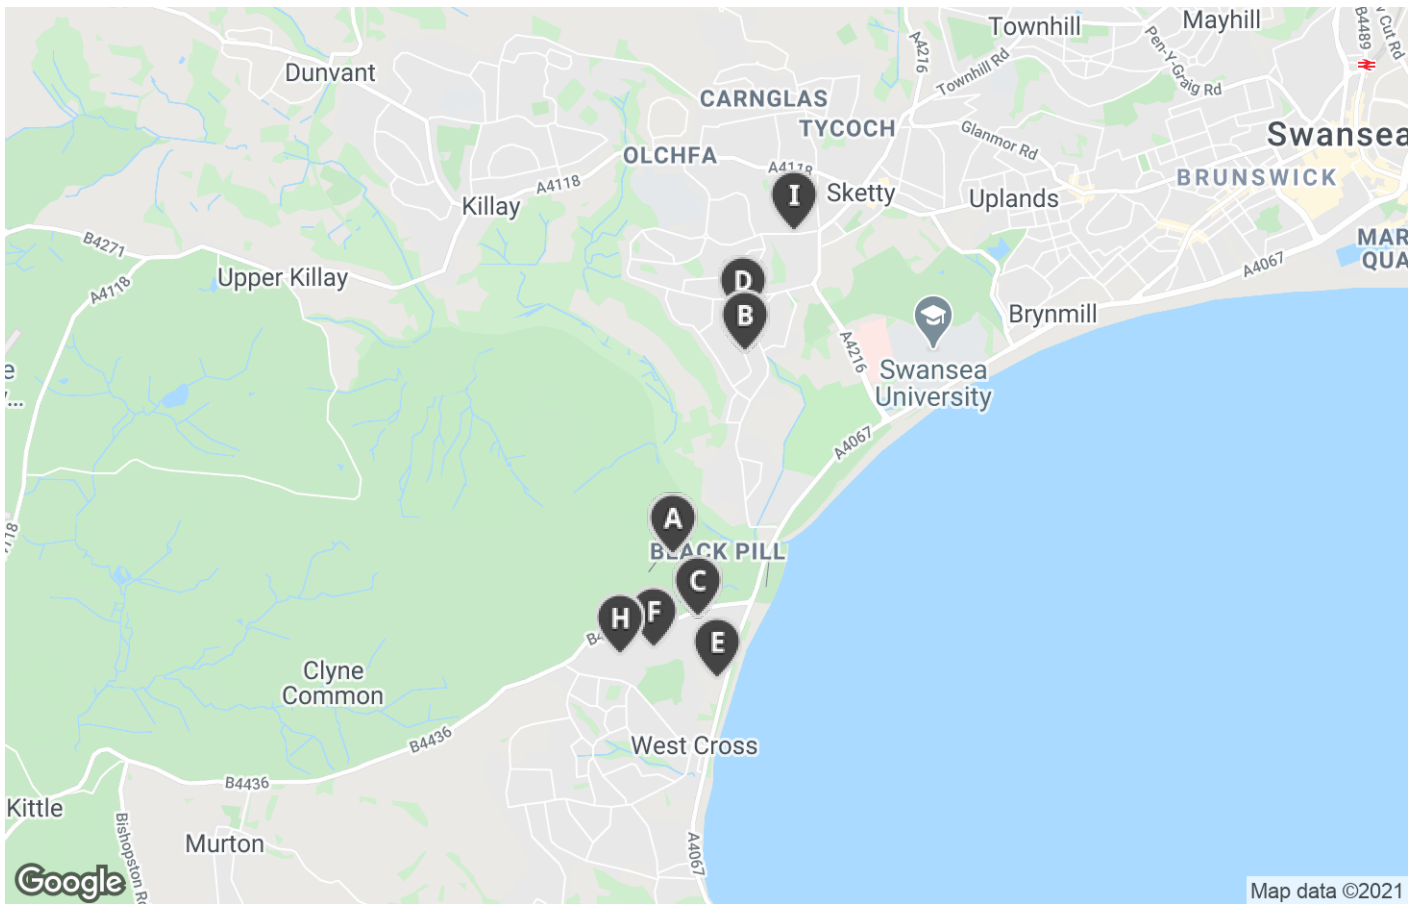 Townhill
Mayhill
B4489
N Cut Rd
A4216
Pen-Y-Graig Rd
Dunvant
Townhill Rd
CARNGLAS
TYCOCH
Glanmor Rd
Swansea
OLCHFA
A4118
A4118
BRUNSWICK
I
Sketty
Uplands
Killay
B4271
MAR
QUA
A4067
Upper Killay
A4118
D
B
Brynmill
A4216
Swansea
University
A4067
A
BLACK PILL
C
H
F
E
Clyne
Common
B4436
West Cross
B4436
Kittle
Bishopston Ro
Murton
A4067
Google
Map data ©2021